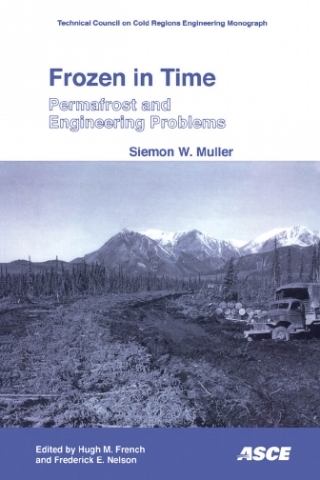 Technical Council on Cold Regions Engineering Monograph
Frozen in Time
Permafrost and
Engineering Problems
Siemon W. Muller
Edited by Hugh M. French
and Frederick E. Nelson
ASCE